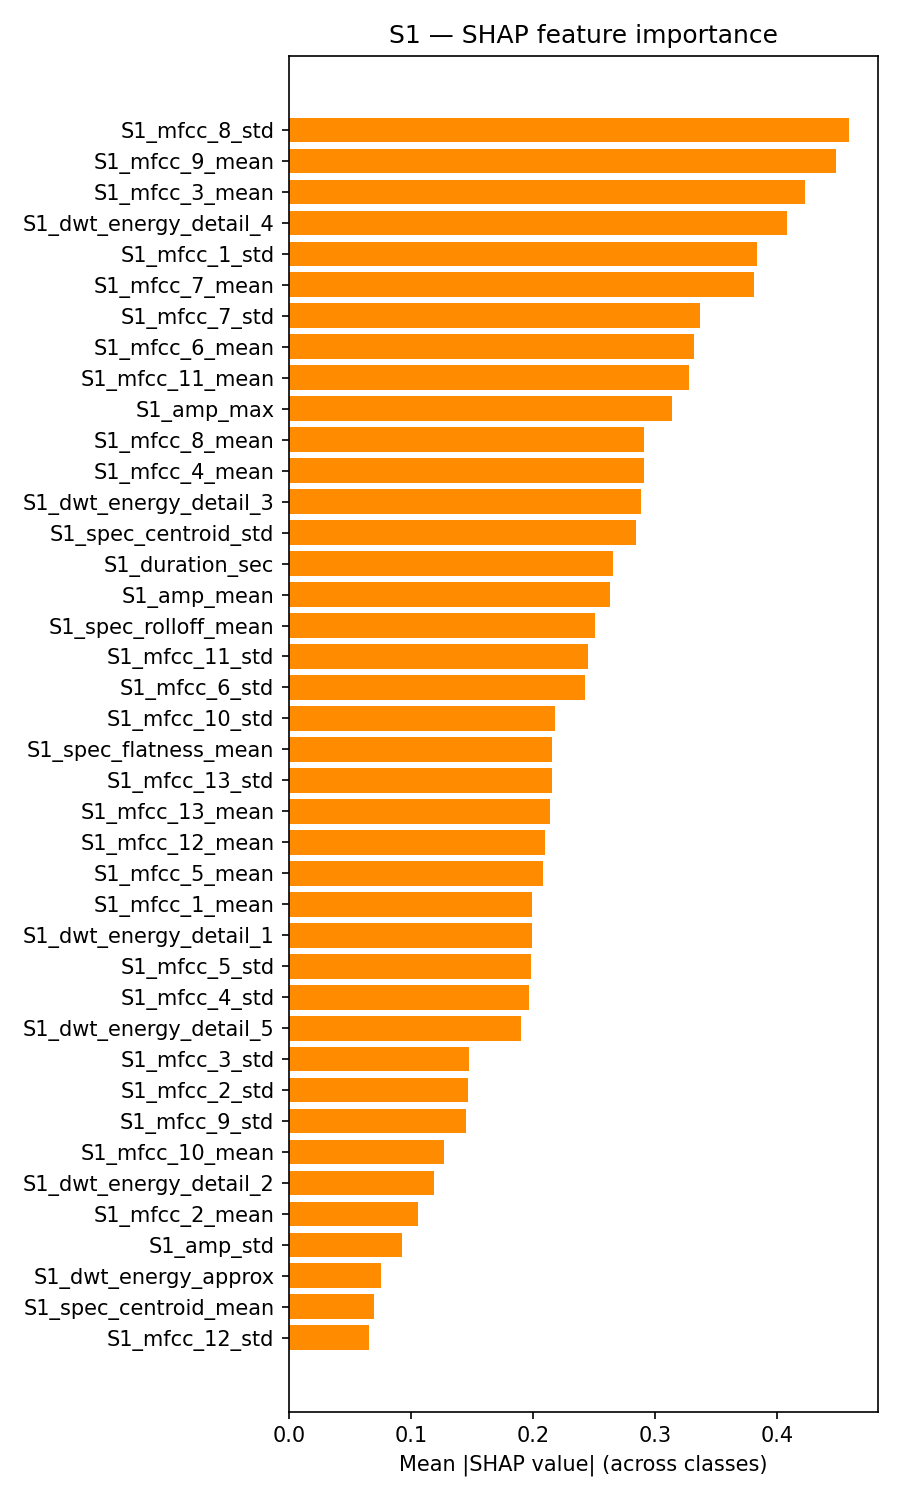 S1 — SHAP feature importance
S1_mfcc_8_std
S1_mfcc_9_mean
S1_mfcc_3_mean
S1_dwt_energy_detail_4
S1_mfcc_1_std
S1_mfcc_7_mean
S1_mfcc_7_std
S1_mfcc_6_mean
S1_mfcc_11_mean
S1_amp_max
S1_mfcc_8_mean
S1_mfcc_4_mean
S1_dwt_energy_detail_3
S1_spec_centroid_std
S1_duration_sec
S1_amp_mean
S1_spec_rolloff_mean
S1_mfcc_11_std
S1_mfcc_6_std
S1_mfcc_10_std
S1_spec_flatness_mean
S1_mfcc_13_std
S1_mfcc_13_mean
S1_mfcc_12_mean
S1_mfcc_5_mean
S1_mfcc_1_mean
S1_dwt_energy_detail_1
S1_mfcc_5_std
S1_mfcc_4_std
S1_dwt_energy_detail_5
S1_mfcc_3_std
S1_mfcc_2_std
S1_mfcc_9_std
S1_mfcc_10_mean
S1_dwt_energy_detail_2
S1_mfcc_2_mean
S1_amp_std
S1_dwt_energy_approx
S1_spec_centroid_mean
S1_mfcc_12_std
0.0 0.1 0.2 0.3 0.4
Mean |SHAP value| (across classes)